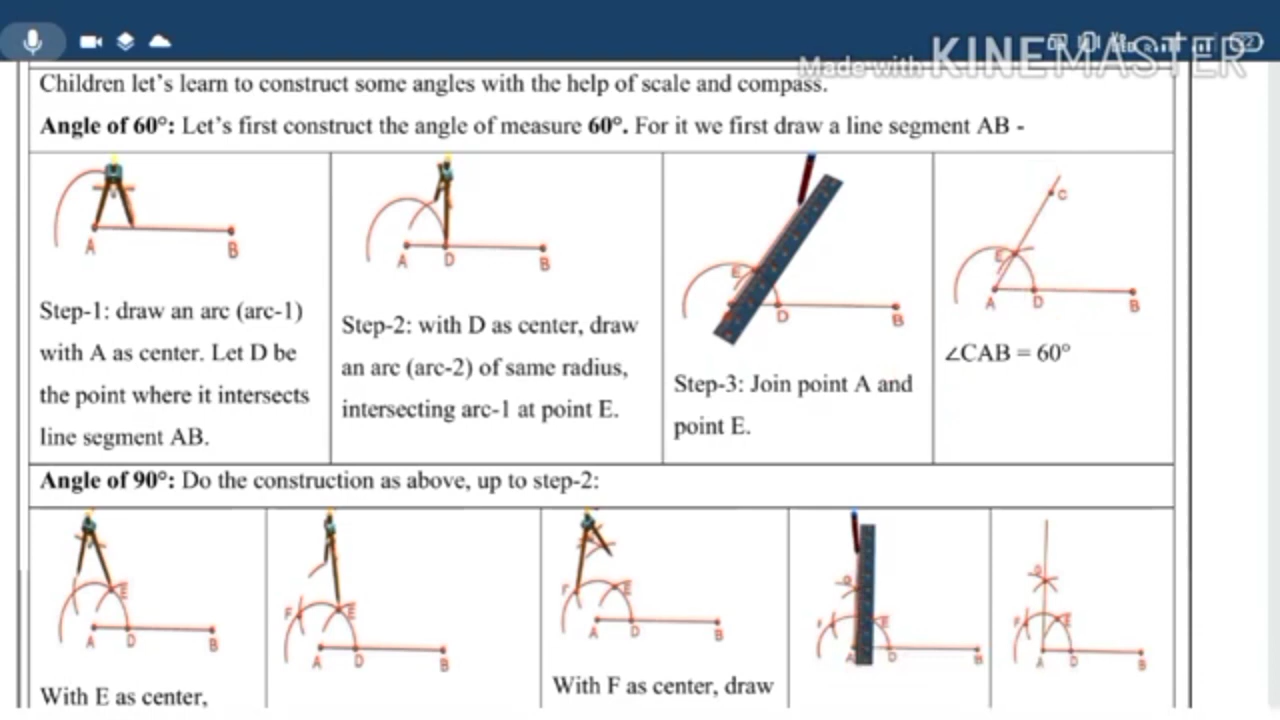 Made with KINEMASTER
Children let's learn to construct some angles with the help of scale and compass.
Angle of 60°: Let's first construct the angle of measure 60°. For it we first draw a line segment AB -
A B
A D B
E D B
C E A D B
Step-1: draw an arc (arc-1)
with A as center. Let D be
the point where it intersects
line segment AB.
Step-2: with D as center, draw
an arc (arc-2) of same radius,
intersecting arc-1 at point E.
Step-3: Join point A and
point E.
∠CAB = 60°
Angle of 90°: Do the construction as above, up to step-2:
E A D B
F E A D B
F E A D B
F E A D B
F E A D B
With E as center,
With F as center, draw